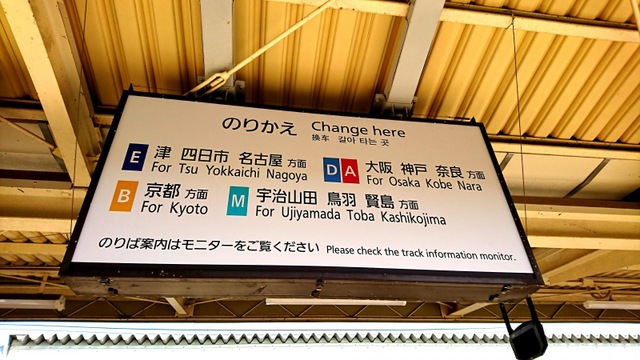 のりかえ Change here
换车 갈아 타는 곳
E 津 四日市 名古屋 方面
For Tsu Yokkaichi Nagoya
D A 大阪 神戸 奈良 方面
For Osaka Kobe Nara
B 京都 方面
For Kyoto
M 宇治山田 鳥羽 賢島 方面
For Ujiyamada Toba Kashikojima
のりば案内はモニターをご覧ください Please check the track information monitor.